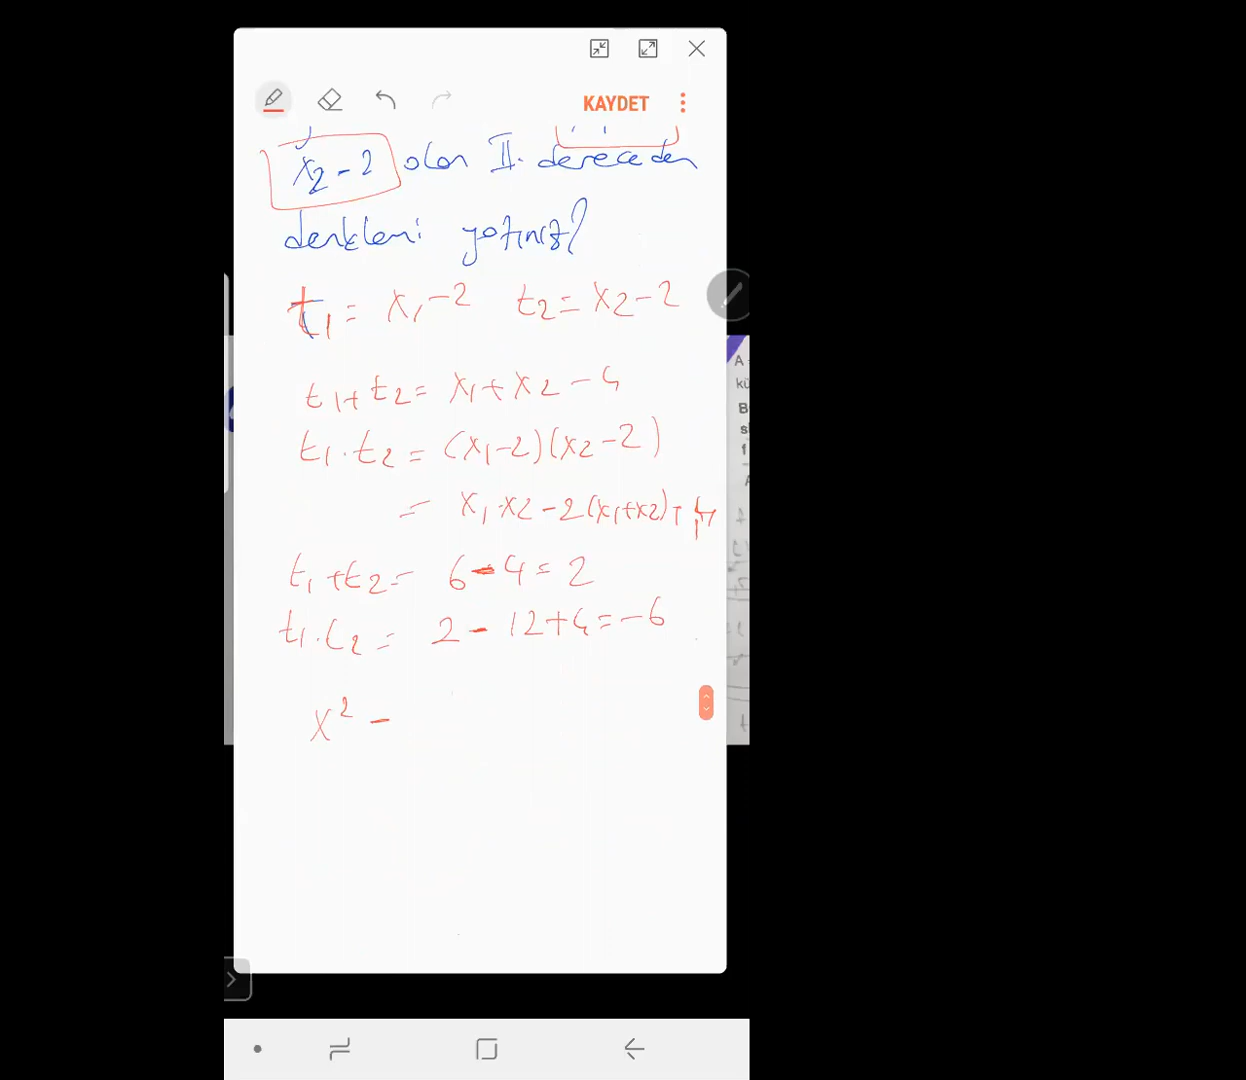 KAYDET
x₂ - 2 olan II. dereceden
denklemi yazınız?
t₁ = x₁ - 2 t₂ = x₂ - 2
t₁ + t₂ = x₁ + x₂ - 4
t₁ . t₂ = (x₁ - 2)(x₂ - 2)
= x₁ . x₂ - 2(x₁ + x₂) + 4
t₁ + t₂ = 6 - 4 = 2
t₁ . t₂ = 2 - 12 + 4 = -6
x² -
A
kü
B
s
f